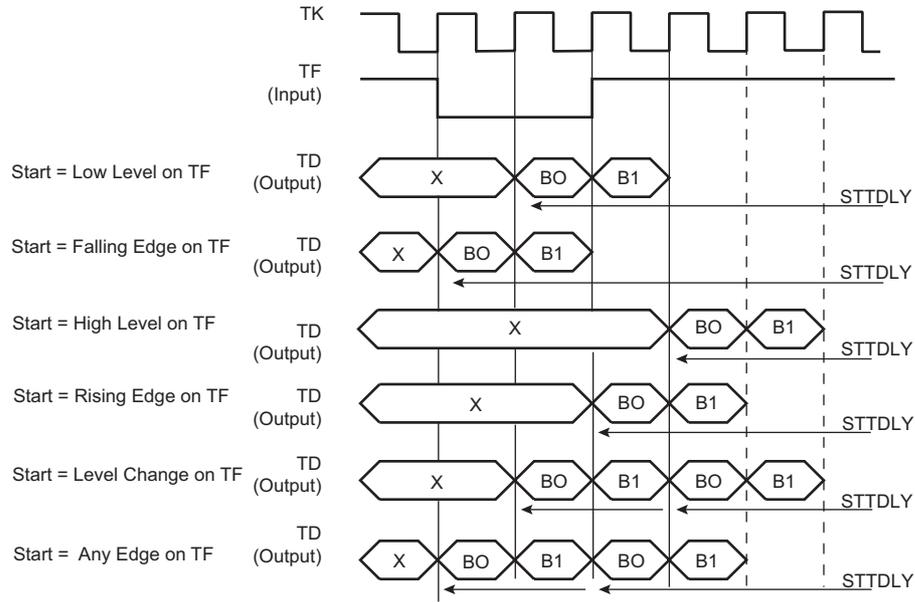 TK
TF
(Input)
Start = Low Level on TF
TD
(Output)
X
BO
B1
STTDLY
Start = Falling Edge on TF
TD
(Output)
X
BO
B1
STTDLY
Start = High Level on TF
TD
(Output)
X
BO
B1
STTDLY
Start = Rising Edge on TF
TD
(Output)
X
BO
B1
STTDLY
Start = Level Change on TF
TD
(Output)
X
BO
B1
BO
B1
STTDLY
Start = Any Edge on TF
TD
(Output)
X
BO
B1
BO
B1
STTDLY